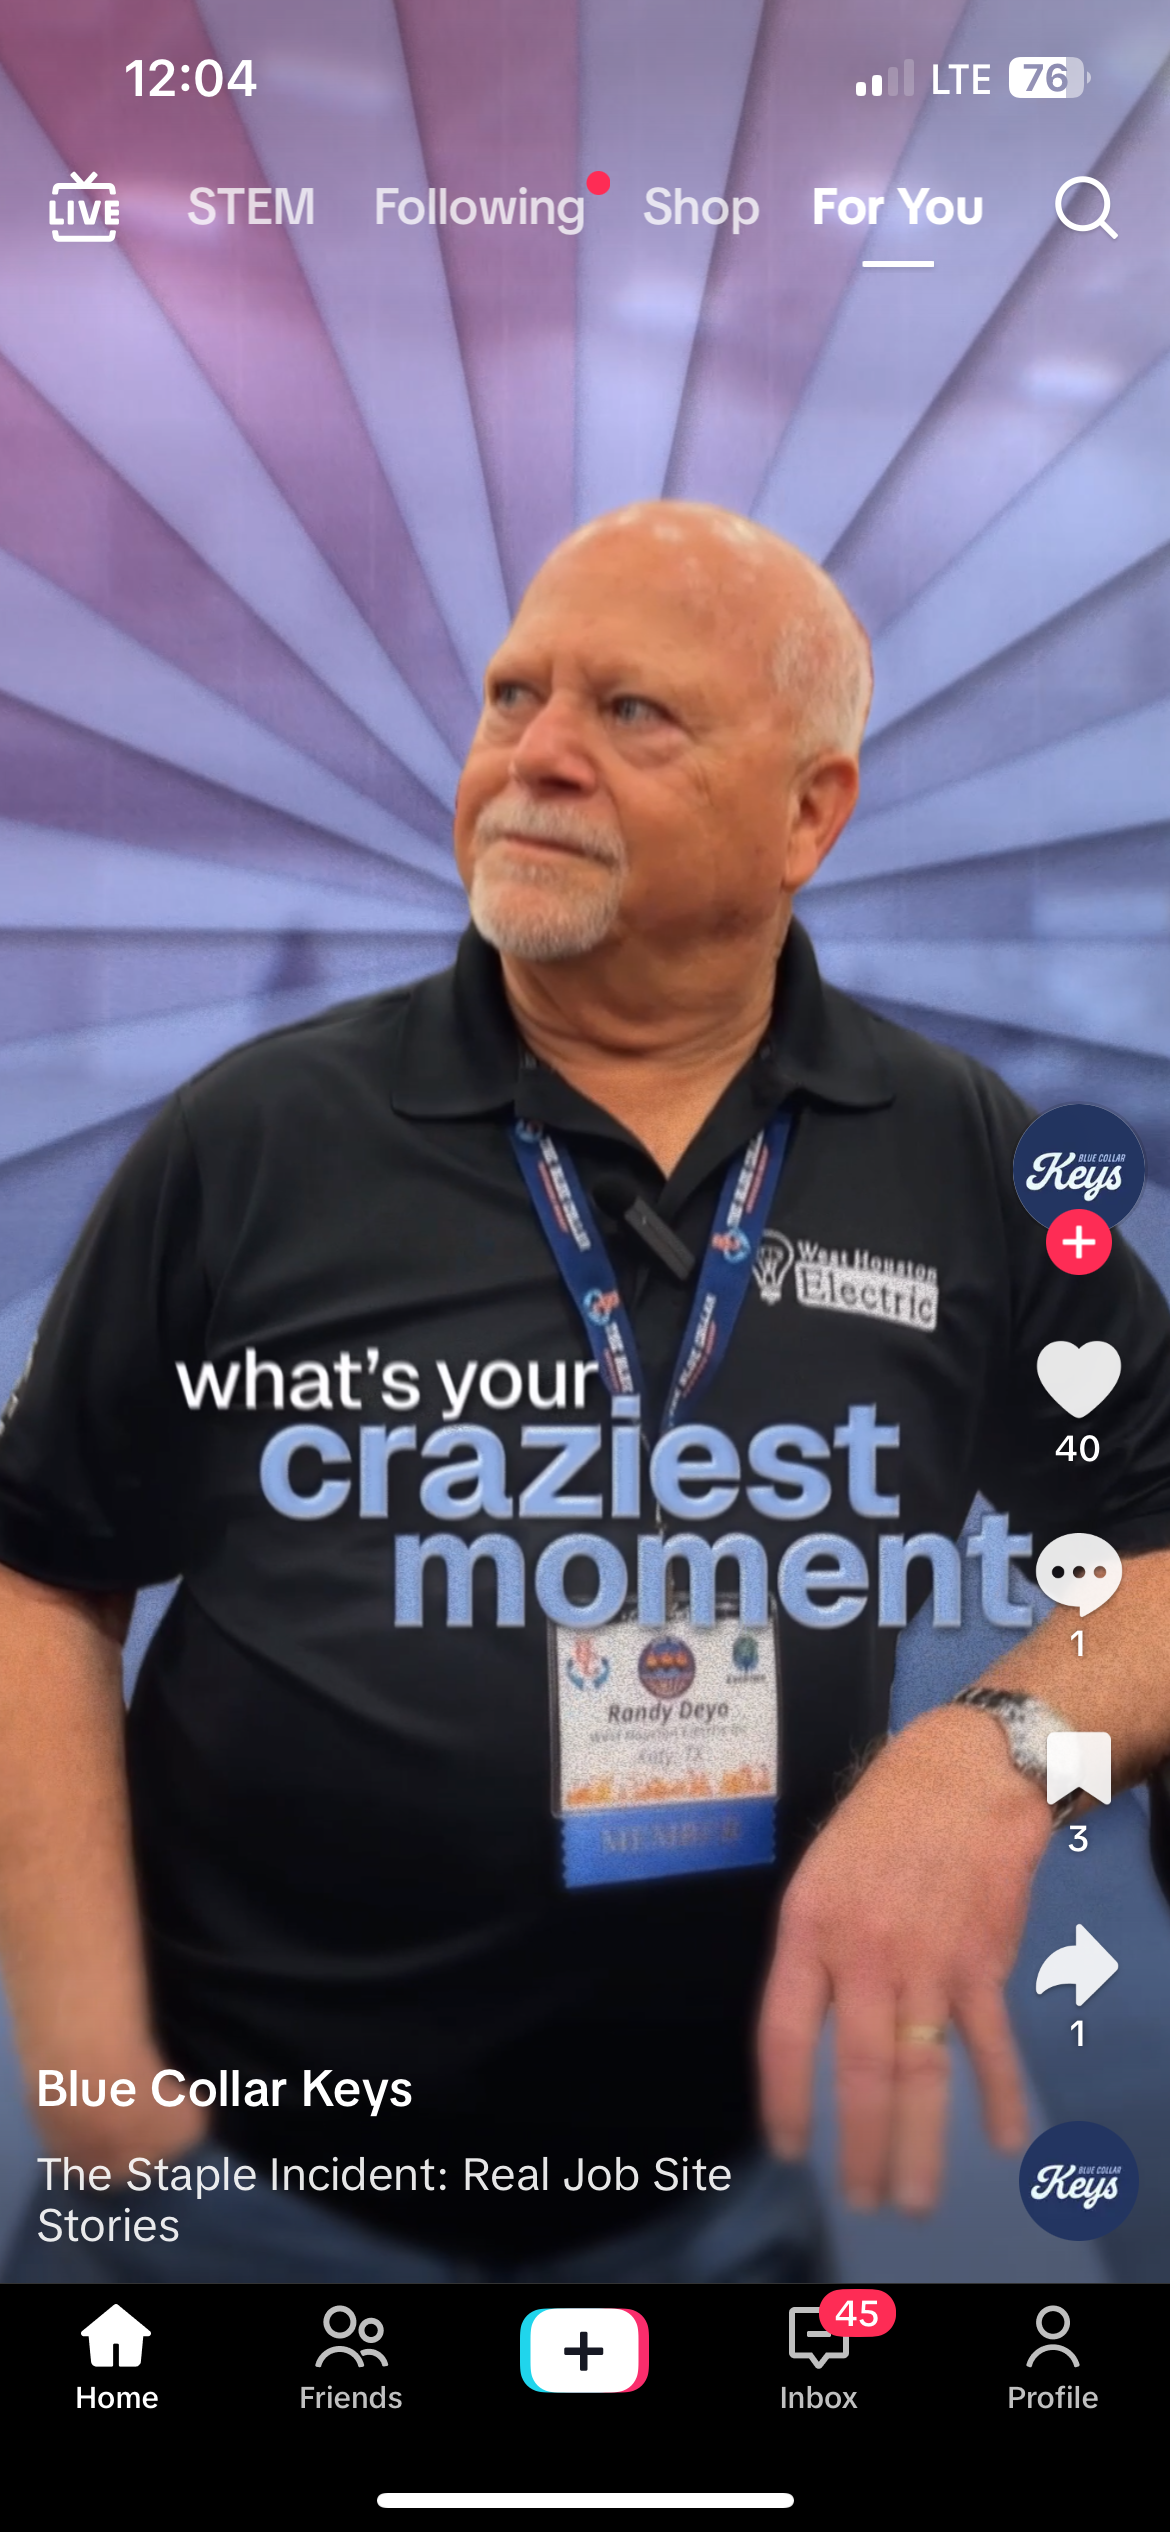 12:04
LTE 76
LIVE STEM Following Shop For You
BLUE COLLAR
Keys
West Houston
Electric
what's your
craziest
moment
40
1
Randy Deyo
Katy, TX
MEMBER
3
1
Blue Collar Keys
The Staple Incident: Real Job Site
Stories
BLUE COLLAR
Keys
Home
Friends
45
Inbox
Profile